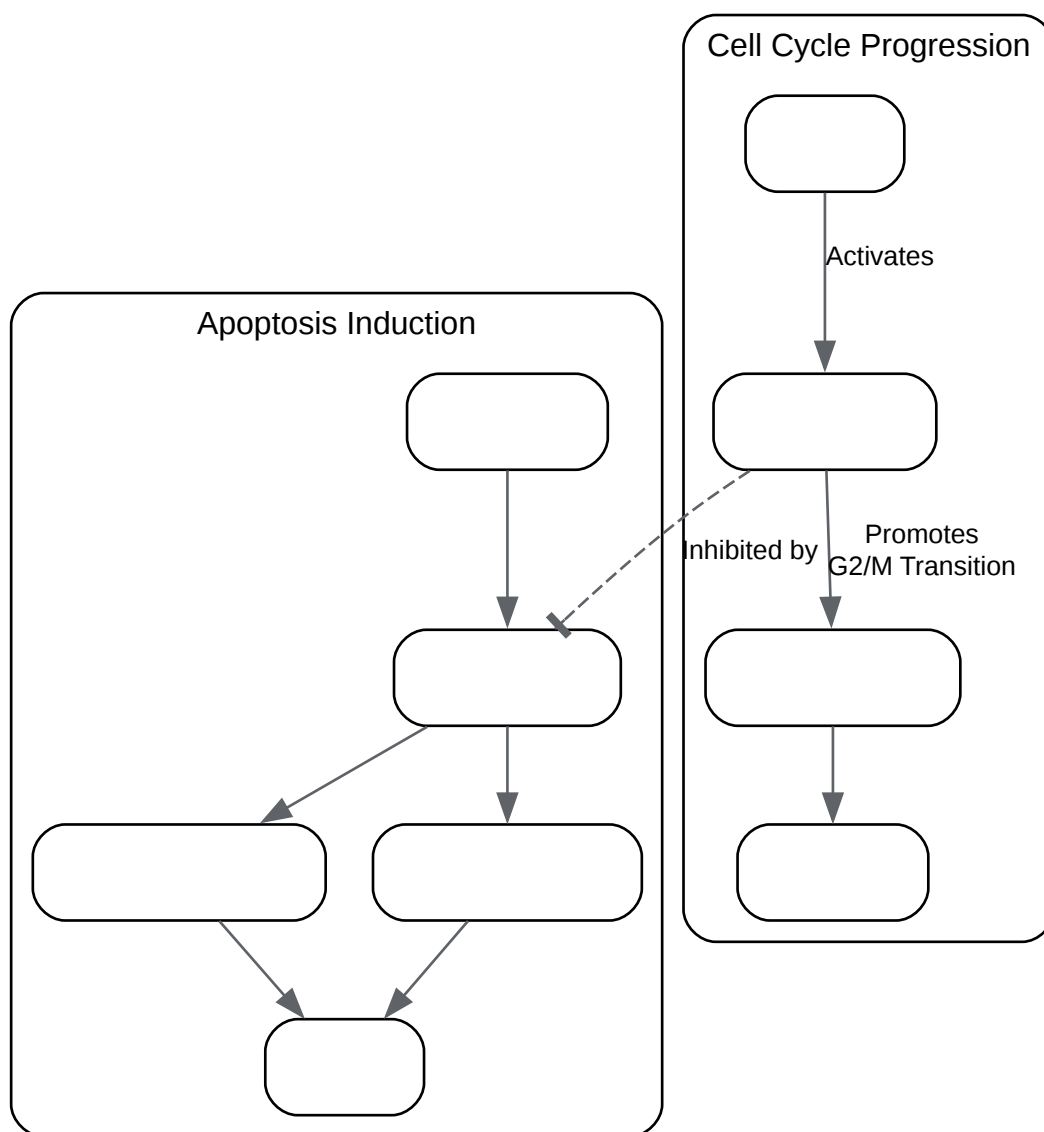 Cell Cycle Progression
Activates
Apoptosis Induction
Inhibited by
Promotes
G2/M Transition